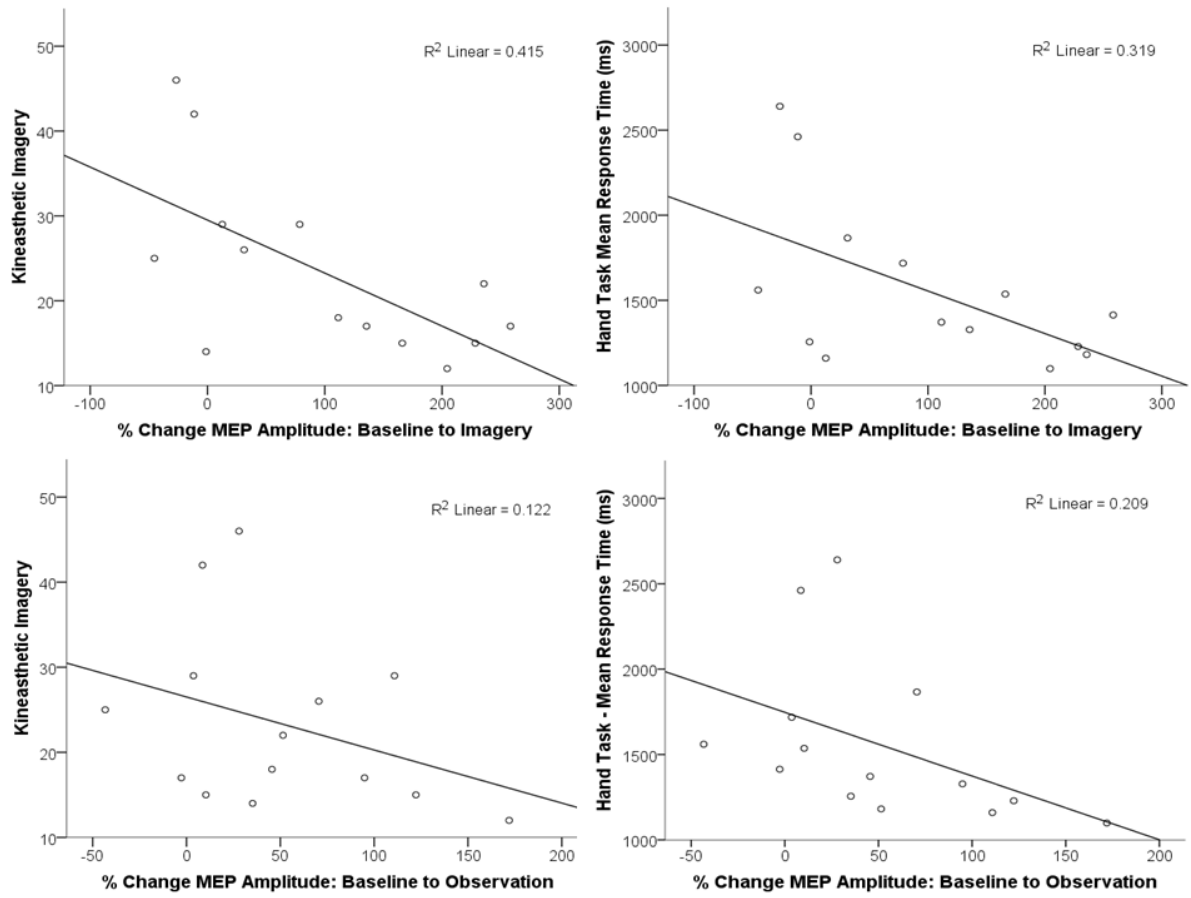 R² Linear = 0.415
50
40
30
20
10
Kineasthetic Imagery
-100 0 100 200 300
% Change MEP Amplitude: Baseline to Imagery
R² Linear = 0.319
3000
2500
2000
1500
1000
Hand Task Mean Response Time (ms)
-100 0 100 200 300
% Change MEP Amplitude: Baseline to Imagery
R² Linear = 0.122
50
40
30
20
10
Kineasthetic Imagery
-50 0 50 100 150 200
% Change MEP Amplitude: Baseline to Observation
R² Linear = 0.209
3000
2500
2000
1500
1000
Hand Task - Mean Response Time (ms)
-50 0 50 100 150 200
% Change MEP Amplitude: Baseline to Observation